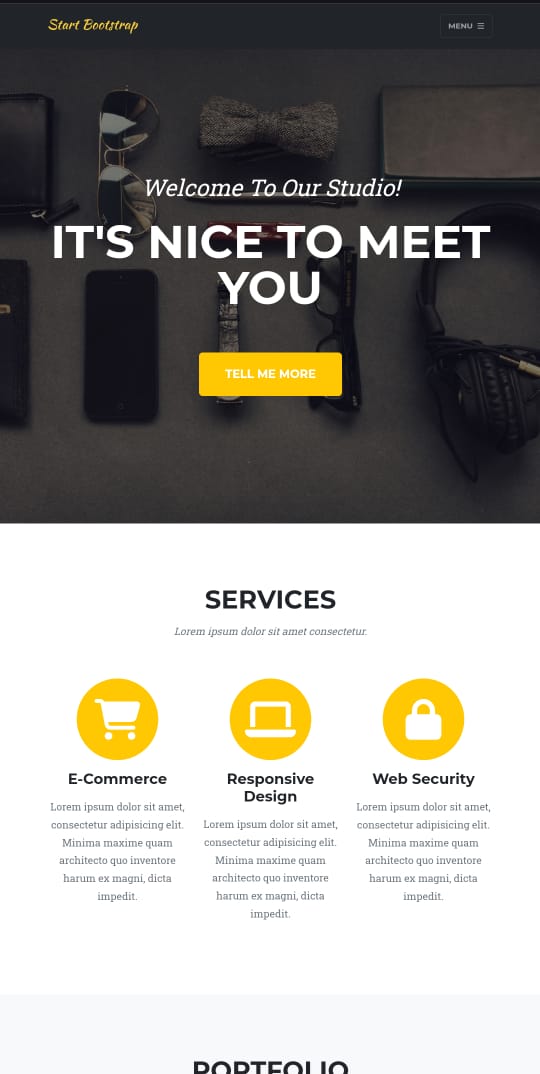 Start Bootstrap
MENU
Welcome To Our Studio!
IT'S NICE TO MEET
YOU
TELL ME MORE
SERVICES
Lorem ipsum dolor sit amet consectetur.
E-Commerce
Lorem ipsum dolor sit amet,
consectetur adipisicing elit.
Minima maxime quam
architecto quo inventore
harum ex magni, dicta
impedit.
Responsive
Design
Lorem ipsum dolor sit amet,
consectetur adipisicing elit.
Minima maxime quam
architecto quo inventore
harum ex magni, dicta
impedit.
Web Security
Lorem ipsum dolor sit amet,
consectetur adipisicing elit.
Minima maxime quam
architecto quo inventore
harum ex magni, dicta
impedit.
PORTFOLIO